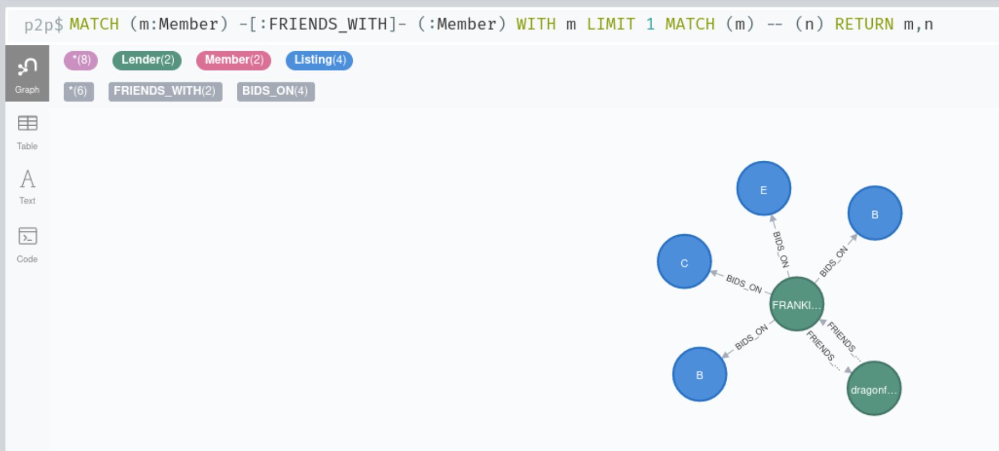 p2p$ MATCH (m:Member) -[:FRIENDS_WITH]- (:Member) WITH m LIMIT 1 MATCH (m) -- (n) RETURN m,n
*(8) Lender(2) Member(2) Listing(4)
*(6) FRIENDS_WITH(2) BIDS_ON(4)
Graph
Table
Text
Code
E
B
BIDS_ON
BIDS_ON
C
BIDS_ON
FRANKI...
BIDS_ON
FRIENDS_...
FRIENDS_...
B
dragonf...